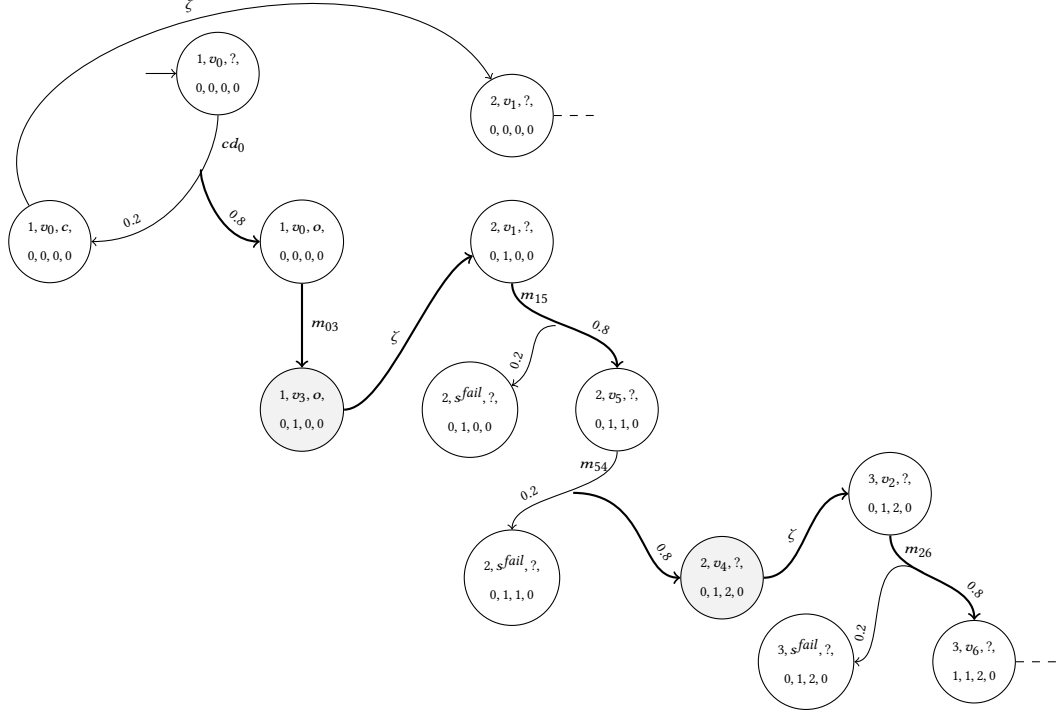 ζ
1, v₀, ?,
0, 0, 0, 0
2, v₁, ?,
0, 0, 0, 0
cd₀
0.2
0.8
1, v₀, c,
0, 0, 0, 0
1, v₀, o,
0, 0, 0, 0
2, v₁, ?,
0, 1, 0, 0
m₀₃
ζ
m₁₅
0.2
0.8
1, v₃, o,
0, 1, 0, 0
2, s^fail, ?,
0, 1, 0, 0
2, v₅, ?,
0, 1, 1, 0
m₅₄
0.2
0.8
2, s^fail, ?,
0, 1, 1, 0
2, v₄, ?,
0, 1, 2, 0
ζ
3, v₂, ?,
0, 1, 2, 0
m₂₆
0.2
0.8
3, s^fail, ?,
0, 1, 2, 0
3, v₆, ?,
1, 1, 2, 0